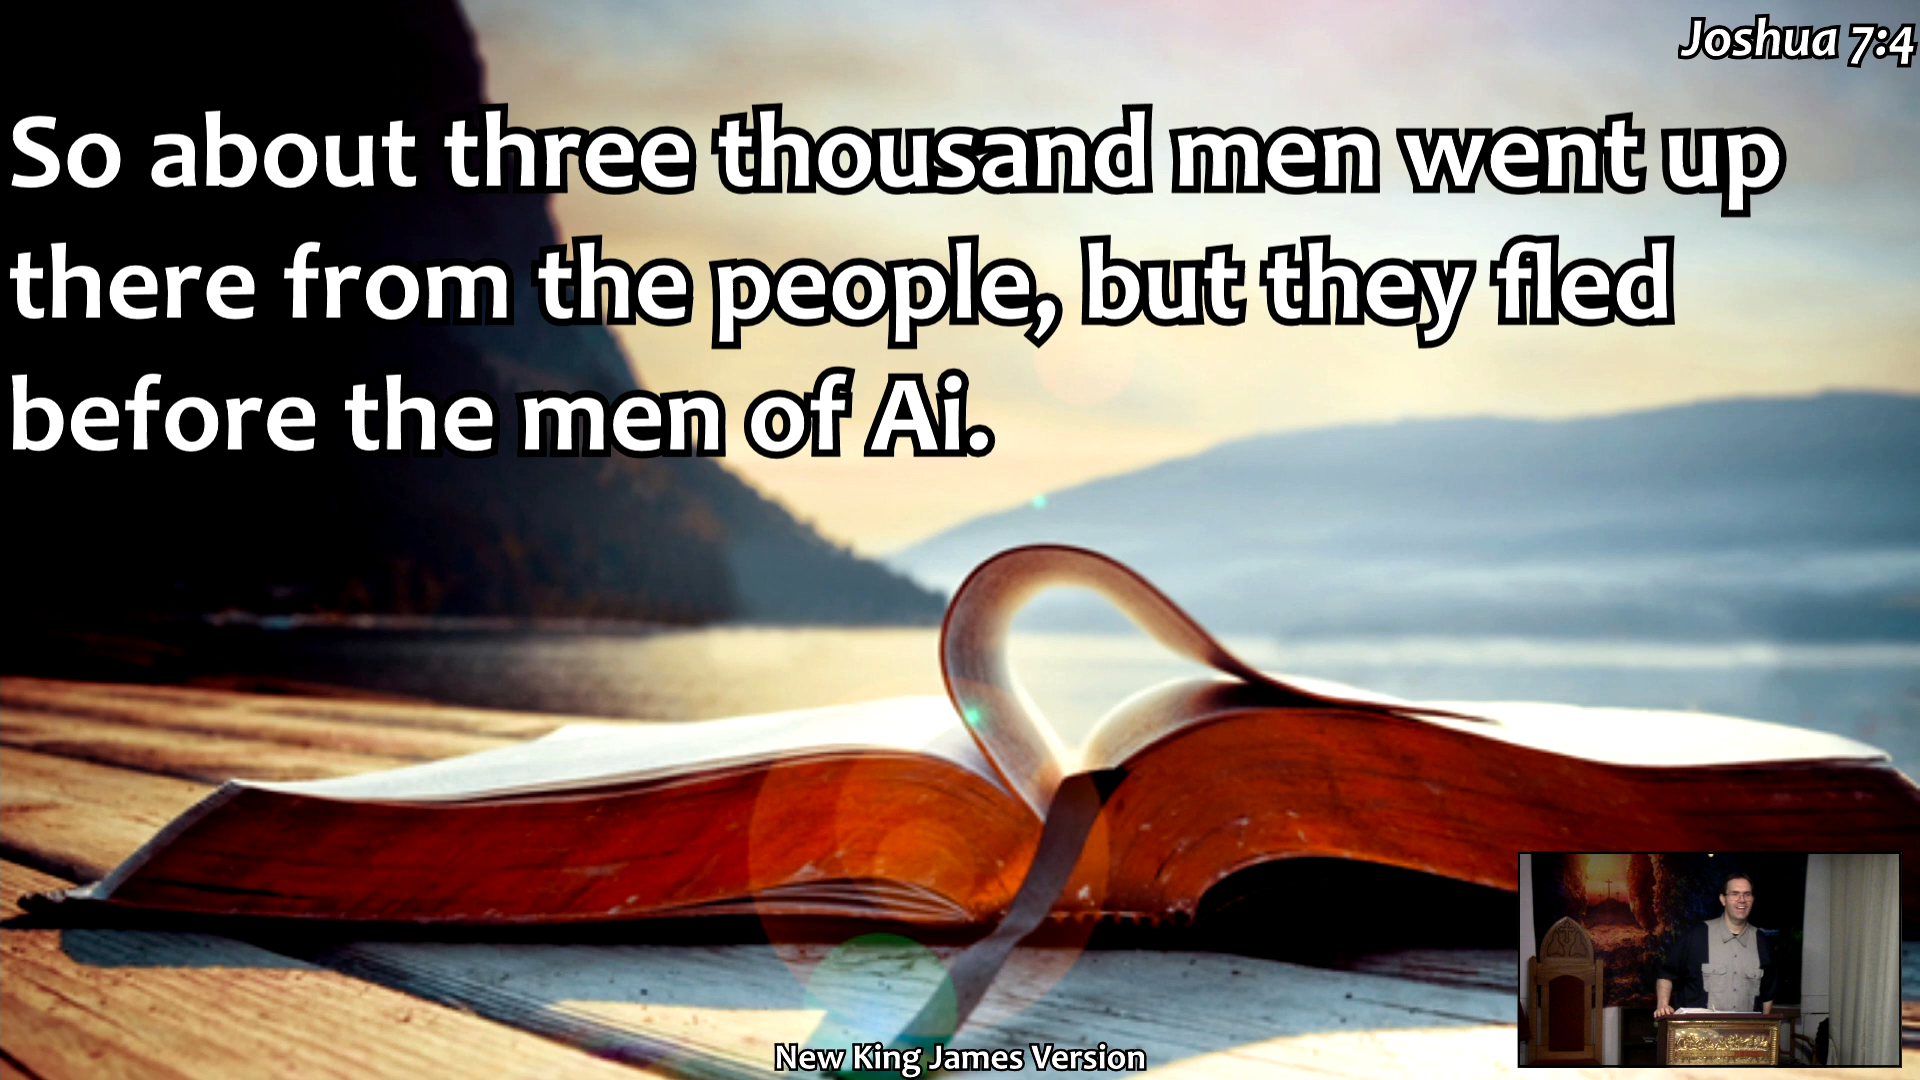 Joshua 7:4
So about three thousand men went up
there from the people, but they fled
before the men of Ai.
New King James Version